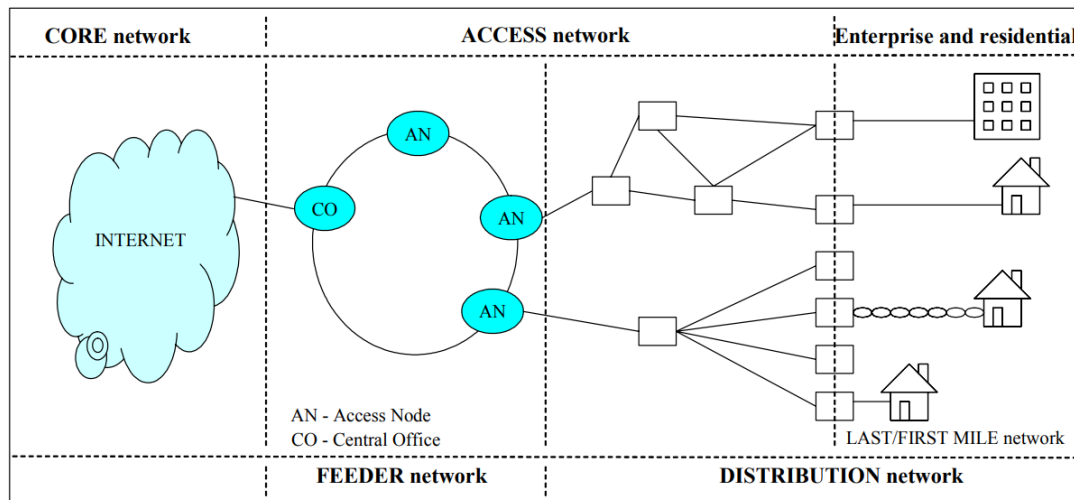 CORE network
ACCESS network
Enterprise and residential
AN
CO
AN
INTERNET
AN
AN - Access Node
CO - Central Office
LAST/FIRST MILE network
FEEDER network
DISTRIBUTION network